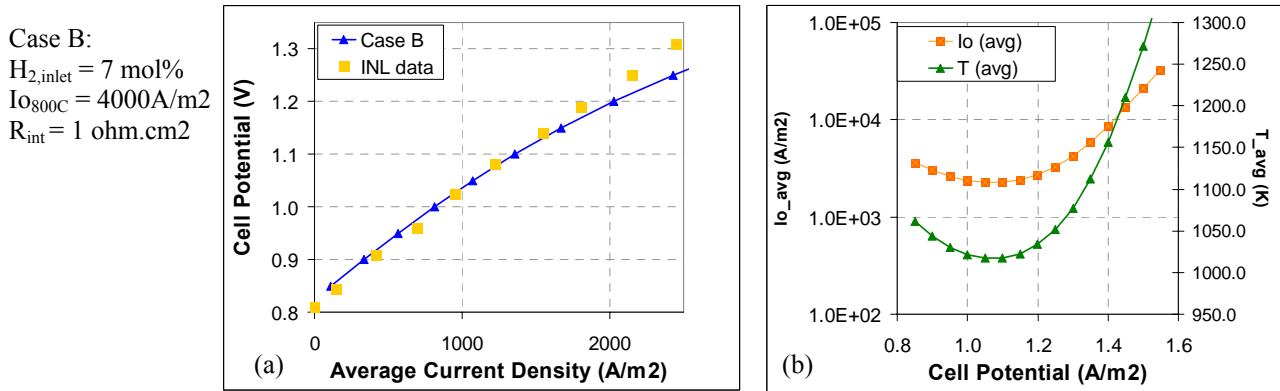 Case B:
H2,inlet = 7 mol%
Io800C = 4000A/m2
Rint = 1 ohm.cm2
Case B
INL data
Cell Potential (V)
1.3
1.2
1.1
1.0
0.9
0.8
0
1000
2000
(a)
Average Current Density (A/m2)
Io (avg)
T (avg)
Io_avg (A/m2)
1.0E+05
1.0E+04
1.0E+03
1.0E+02
T_avg (K)
1300.0
1250.0
1200.0
1150.0
1100.0
1050.0
1000.0
950.0
0.8
1.0
1.2
1.4
1.6
(b)
Cell Potential (A/m2)